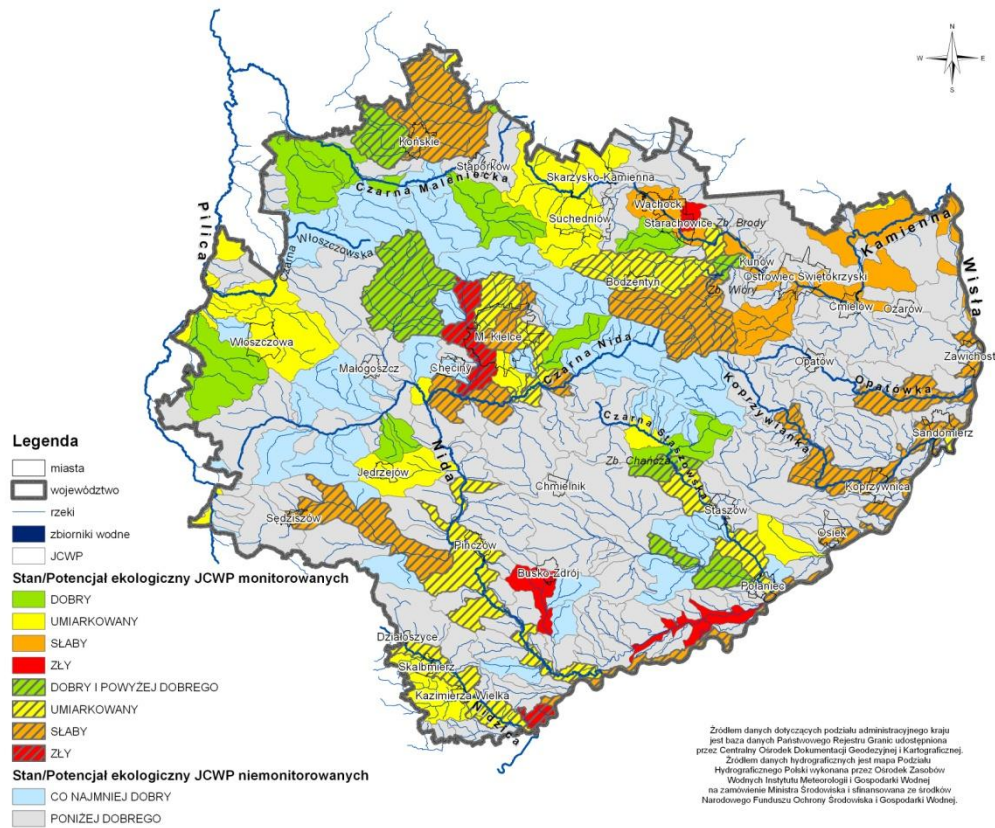 N
W E
S
Końskie
Stąporków
Czarna Maleniecka
Skarżysko-Kamienna
Suchedniów
Wąchock
Starachowice
Zb. Brody
Pilica
Czarna
Włoszczowska
Kunów
Kamienna
Ostrowiec Świętokrzyski
Zb. Wióry
Bodzentyn
Ćmielów
Ożarów
Wisła
M. Kielce
Włoszczowa
Małogoszcz
Chęciny
Czarna Nida
Opatów
Zawichost
Opatówka
Koprzywianka
Czarna Staszowska
Sandomierz
Nida
Jędrzejów
Zb. Chańcza
Chmielnik
Koprzywnica
Sędziszów
Staszów
Osiek
Pińczów
Busko Zdrój
Połaniec
Działoszyce
Skalbmierz
Kazimierza Wielka
Nidzica
Legenda
miasta
województwo
rzeki
zbiorniki wodne
JCWP
Stan/Potencjał ekologiczny JCWP monitorowanych
DOBRY
UMIARKOWANY
SŁABY
ZŁY
DOBRY I POWYŻEJ DOBREGO
UMIARKOWANY
SŁABY
ZŁY
Stan/Potencjał ekologiczny JCWP niemonitorowanych
CO NAJMNIEJ DOBRY
PONIŻEJ DOBREGO
Źródłem danych dotyczących podziału administracyjnego kraju
jest baza danych Państwowego Rejestru Granic udostępniona
przez Centralny Ośrodek Dokumentacji Geodezyjnej i Kartograficznej.
Źródłem danych hydrograficznych jest mapa Podziału
Hydrograficznego Polski wykonana przez Ośrodek Zasobów
Wodnych Instytutu Meteorologii i Gospodarki Wodnej
na zamówienie Ministra Środowiska i sfinansowana ze środków
Narodowego Funduszu Ochrony Środowiska i Gospodarki Wodnej.